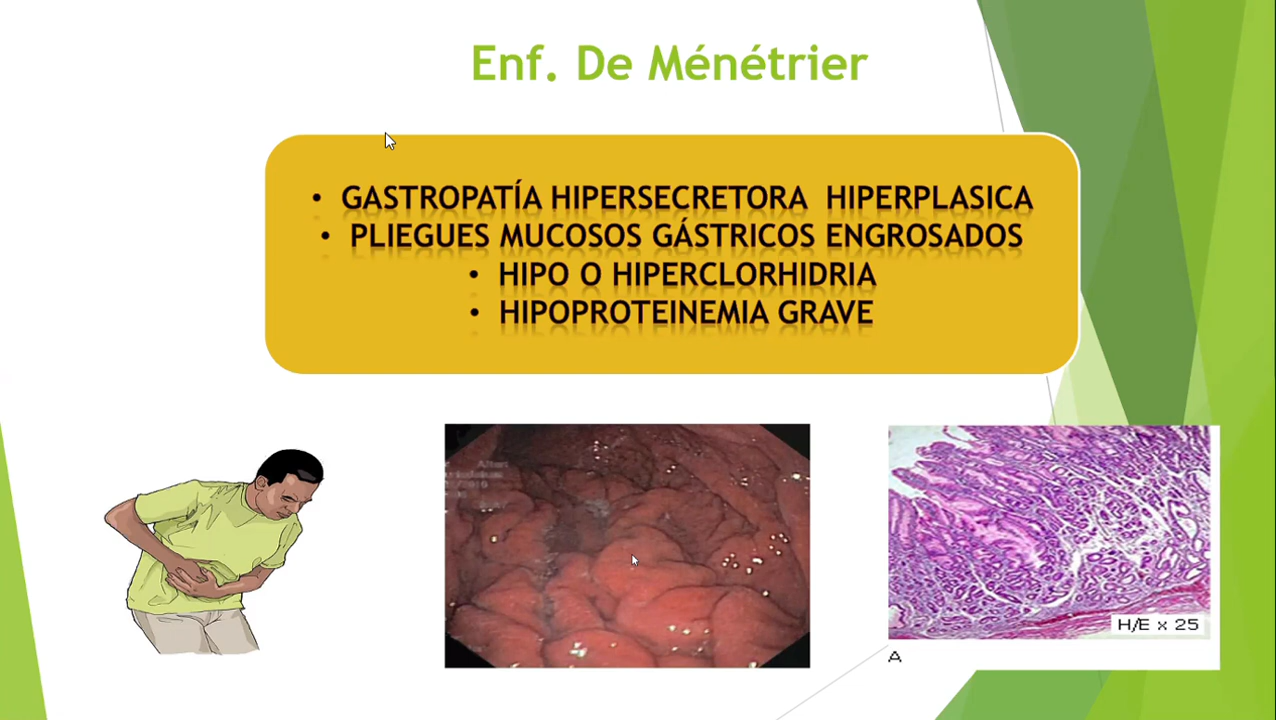 Enf. De Ménétrier
• GASTROPATÍA HIPERSECRETORA HIPERPLASICA
• PLIEGUES MUCOSOS GÁSTRICOS ENGROSADOS
• HIPO O HIPERCLORHIDRIA
• HIPOPROTEINEMIA GRAVE
H/E x 25
A